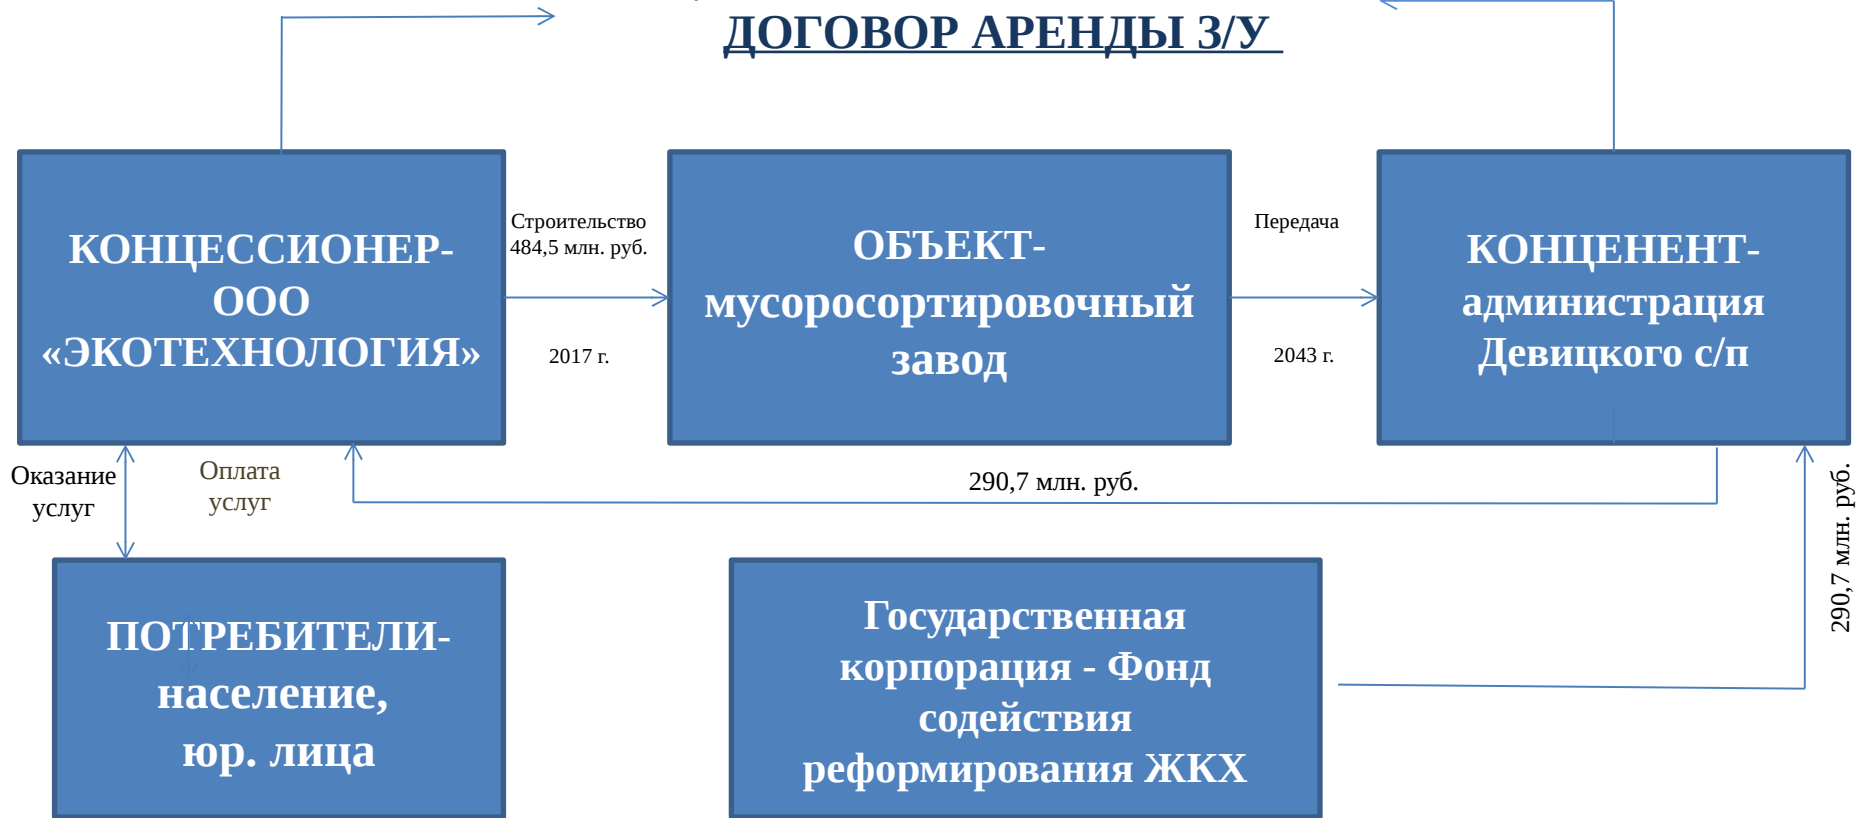 ДОГОВОР АРЕНДЫ З/У
КОНЦЕССИОНЕР-
ООО
«ЭКОТЕХНОЛОГИЯ»
Строительство
484,5 млн. руб.
2017 г.
ОБЪЕКТ-
мусоросортировочный
завод
Передача
2043 г.
КОНЦЕНЕНТ-
администрация
Девицкого с/п
Оказание
услуг
Оплата
услуг
290,7 млн. руб.
290,7 млн. руб.
ПОТРЕБИТЕЛИ-
население,
юр. лица
Государственная
корпорация - Фонд
содействия
реформирования ЖКХ